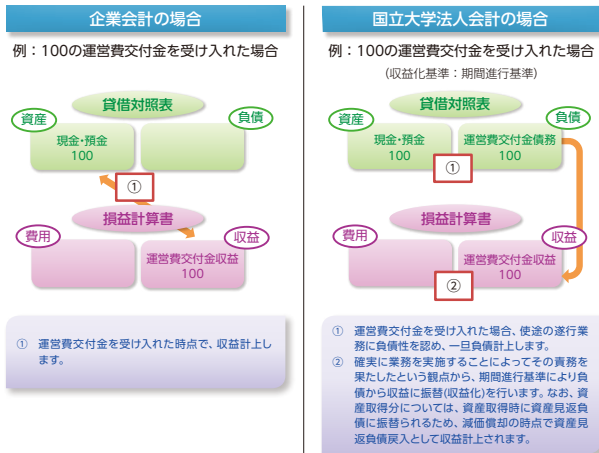 企業会計の場合
例：100の運営費交付金を受け入れた場合
貸借対照表
資産
負債
現金・預金
100
①
損益計算書
費用
収益
運営費交付金収益
100
① 運営費交付金を受け入れた時点で、収益計上し
ます。
国立大学法人会計の場合
例：100の運営費交付金を受け入れた場合
(収益化基準：期間進行基準)
貸借対照表
資産
負債
現金・預金
100
運営費交付金債務
100
①
損益計算書
費用
収益
運営費交付金収益
100
②
① 運営費交付金を受け入れた場合、使途の遂行業
務に負債性を認め、一旦負債計上します。
② 確実に業務を実施することによってその責務を
果たしたという観点から、期間進行基準により負
債から収益に振替(収益化)を行います。なお、資
産取得分については、資産取得時に資産見返負
債に振替られるため、減価償却の時点で資産見
返負債戻入として収益計上されます。